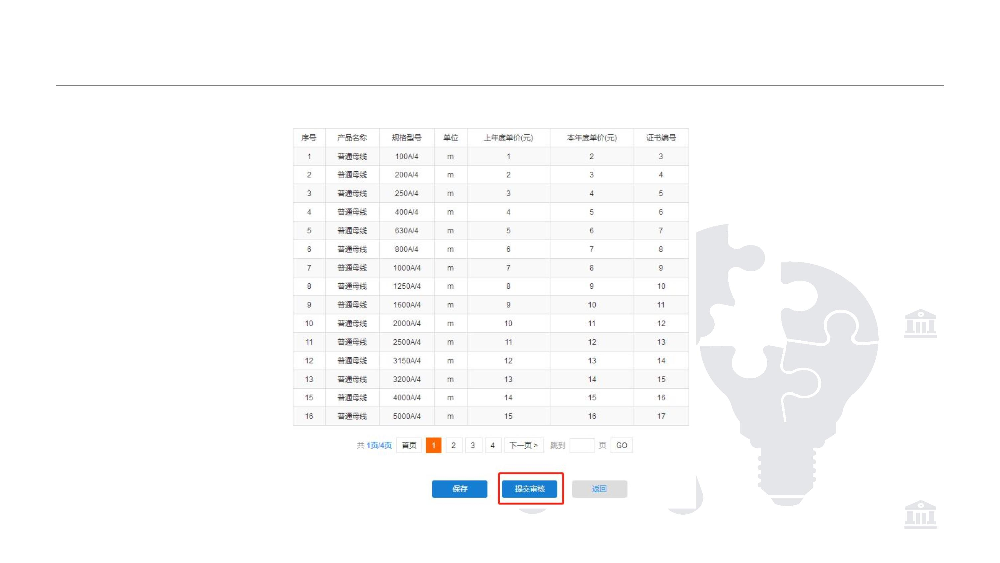 序号 产品名称 规格型号 单位 上年度单价(元) 本年度单价(元) 证书编号
1 普通母线 100A/4 m 1 2 3
2 普通母线 200A/4 m 2 3 4
3 普通母线 250A/4 m 3 4 5
4 普通母线 400A/4 m 4 5 6
5 普通母线 630A/4 m 5 6 7
6 普通母线 800A/4 m 6 7 8
7 普通母线 1000A/4 m 7 8 9
8 普通母线 1250A/4 m 8 9 10
9 普通母线 1600A/4 m 9 10 11
10 普通母线 2000A/4 m 10 11 12
11 普通母线 2500A/4 m 11 12 13
12 普通母线 3150A/4 m 12 13 14
13 普通母线 3200A/4 m 13 14 15
15 普通母线 4000A/4 m 14 15 16
16 普通母线 5000A/4 m 15 16 17
共 1页/4页 首页 1 2 3 4 下一页 > 跳到 页 GO
保存 提交审核 返回